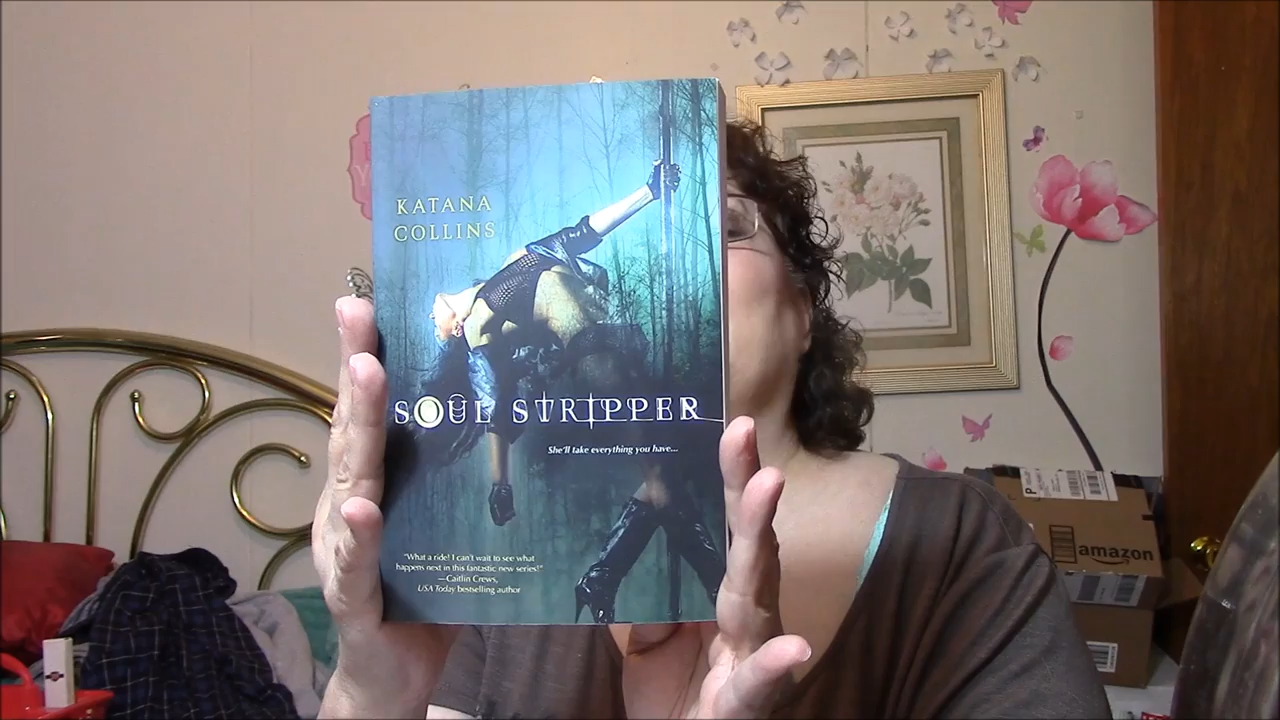 KATANA
COLLINS
SOUL STRIPPER
She'll take everything you have...
"What a ride! I can't wait to see what
happens next in this fantastic new series!"
—Caitlin Crews,
USA Today bestselling author
P
amazon